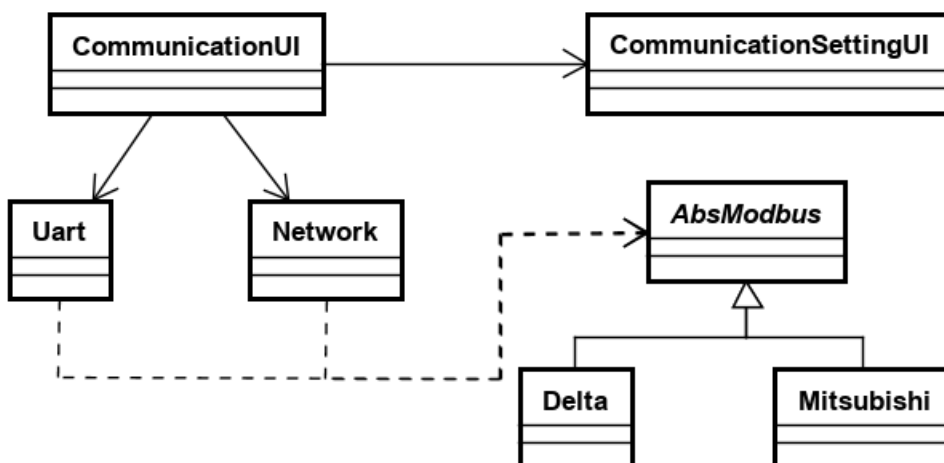 CommunicationUI
CommunicationSettingUI
Uart
Network
AbsModbus
Delta
Mitsubishi